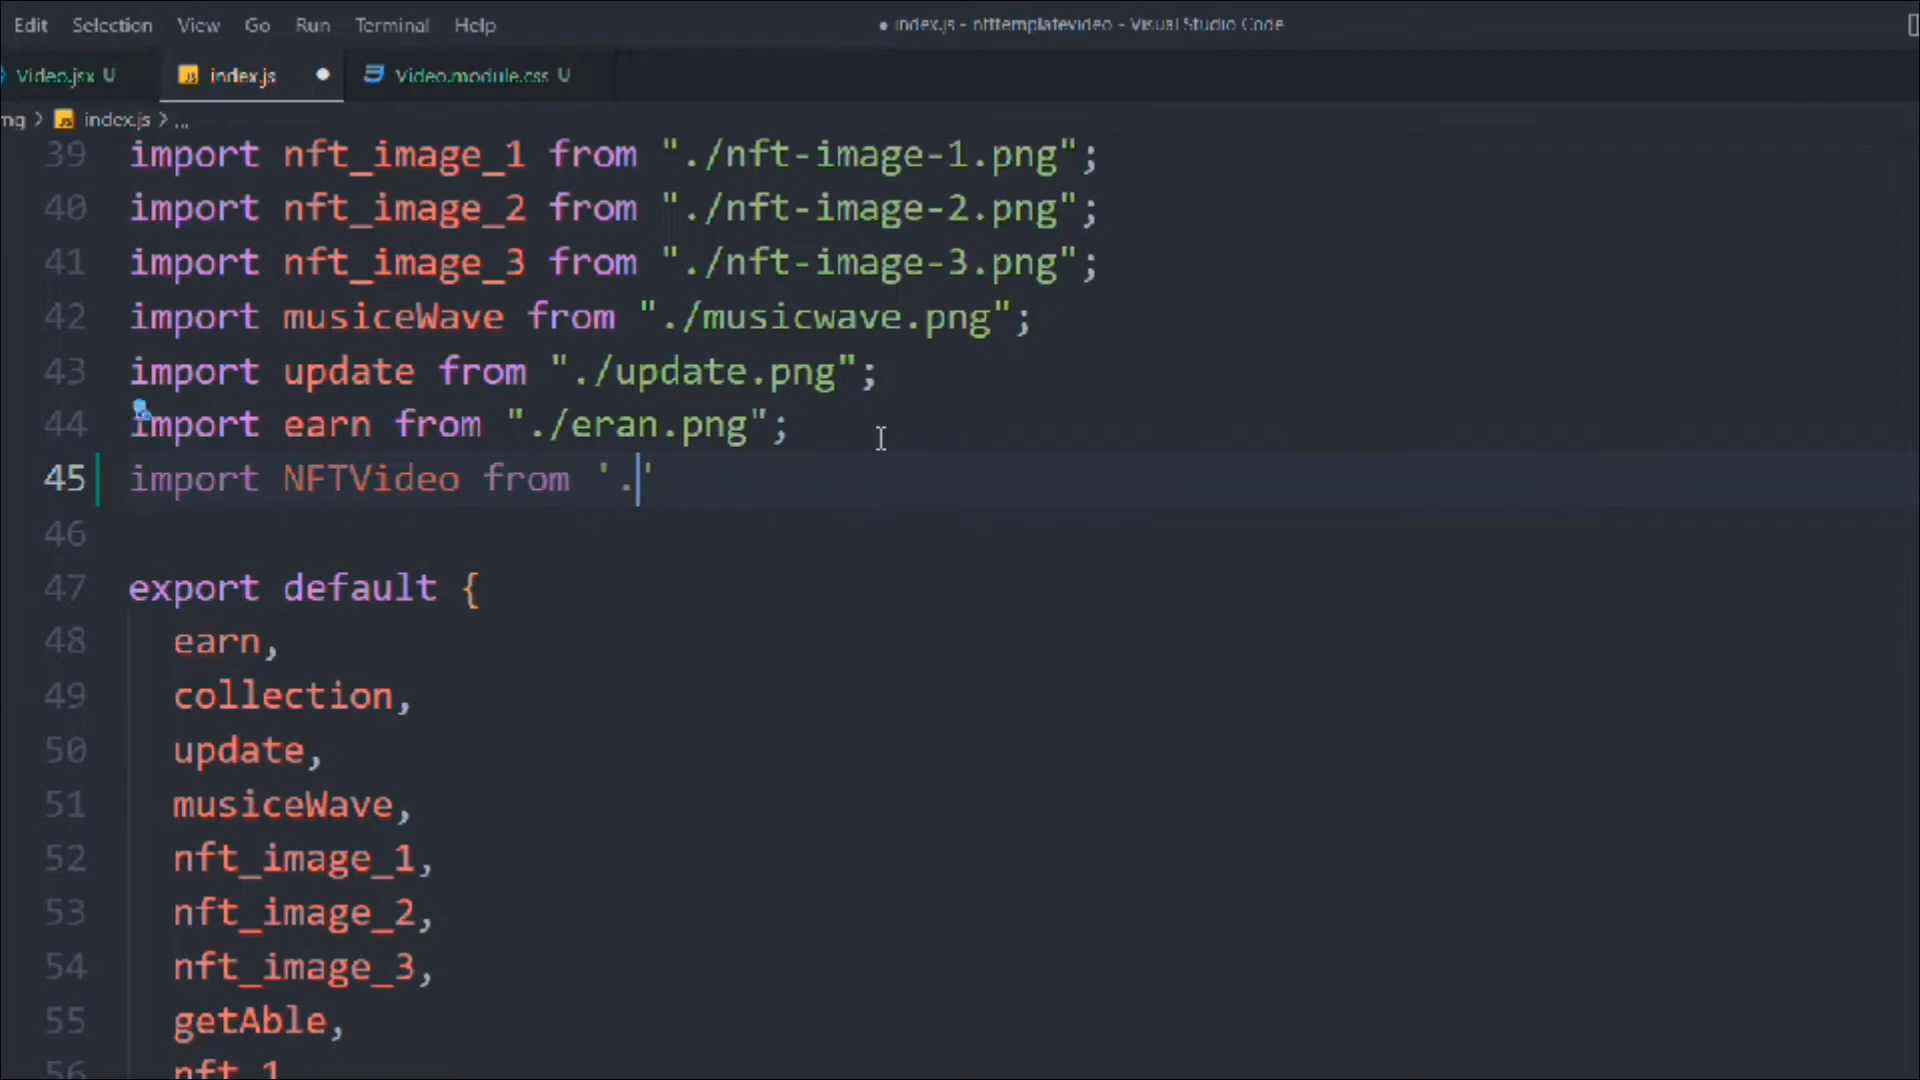 Edit Selection View Go Run Terminal Help
● index.js - nfttemplatevideo - Visual Studio Code
Video.jsx U
index.js ●
Video.module.css U
mg > index.js > ...
39 import nft_image_1 from "./nft-image-1.png";
40 import nft_image_2 from "./nft-image-2.png";
41 import nft_image_3 from "./nft-image-3.png";
42 import musiceWave from "./musicwave.png";
43 import update from "./update.png";
44 import earn from "./eran.png";
45 import NFTVideo from '.'
46
47 export default {
48 earn,
49 collection,
50 update,
51 musiceWave,
52 nft_image_1,
53 nft_image_2,
54 nft_image_3,
55 getAble,
56 nft_1